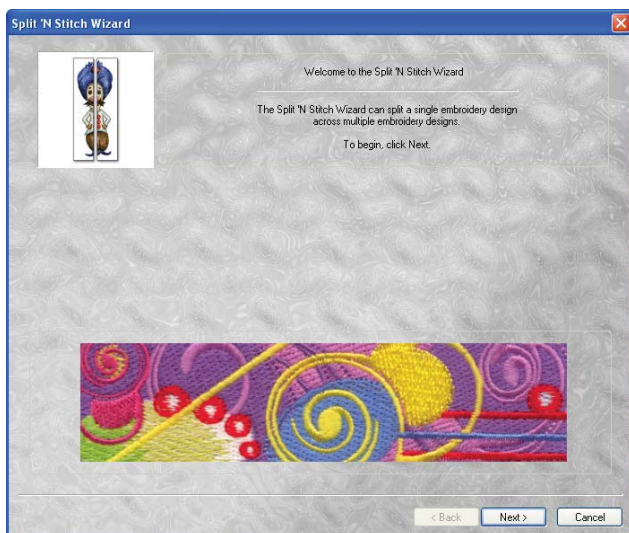 Split 'N Stitch Wizard
Welcome to the Split 'N Stitch Wizard
The Split 'N Stitch Wizard can split a single embroidery design
across multiple embroidery designs.
To begin, click Next.
< Back
Next >
Cancel